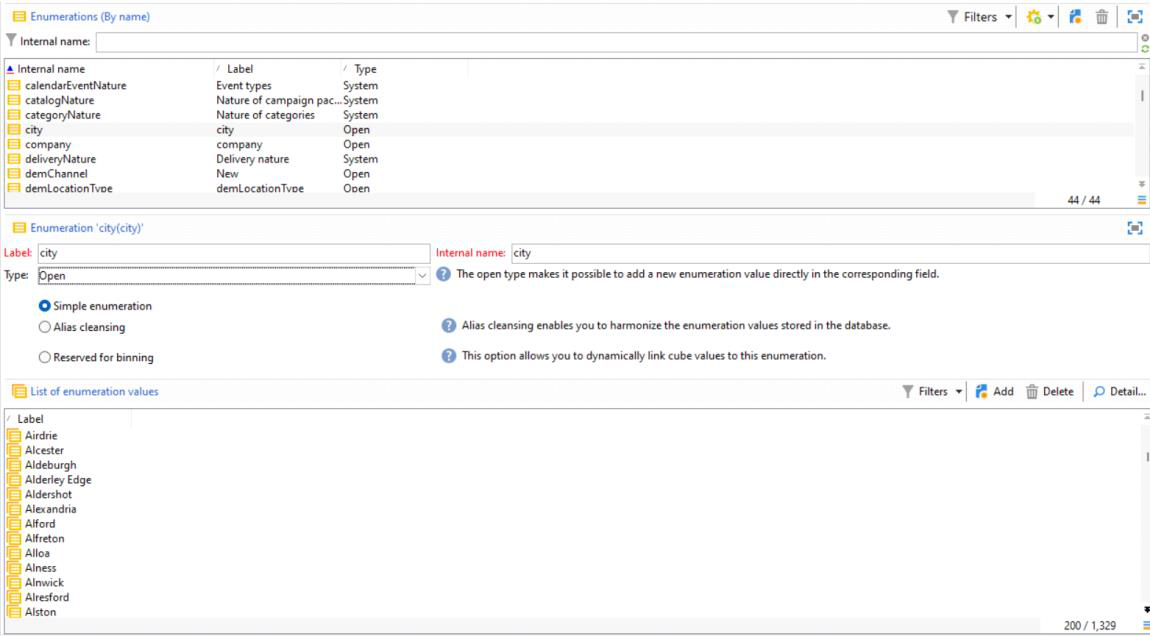 Enumerations (By name) Filters
Internal name:
Internal name Label Type
calendarEventNature Event types System
catalogNature Nature of campaign pac... System
categoryNature Nature of categories System
city city Open
company company Open
deliveryNature Delivery nature System
demChannel New Open
demLocationType demLocationType Open
44 / 44
Enumeration 'city(city)'
Label: city Internal name: city
Type: Open ? The open type makes it possible to add a new enumeration value directly in the corresponding field.
Simple enumeration
Alias cleansing ? Alias cleansing enables you to harmonize the enumeration values stored in the database.
Reserved for binning ? This option allows you to dynamically link cube values to this enumeration.
List of enumeration values Filters Add Delete Detail...
Label
Airdrie
Alcester
Aldeburgh
Alderley Edge
Aldershot
Alexandria
Alford
Alfreton
Alloa
Alness
Alnwick
Alresford
Alston
200 / 1,329